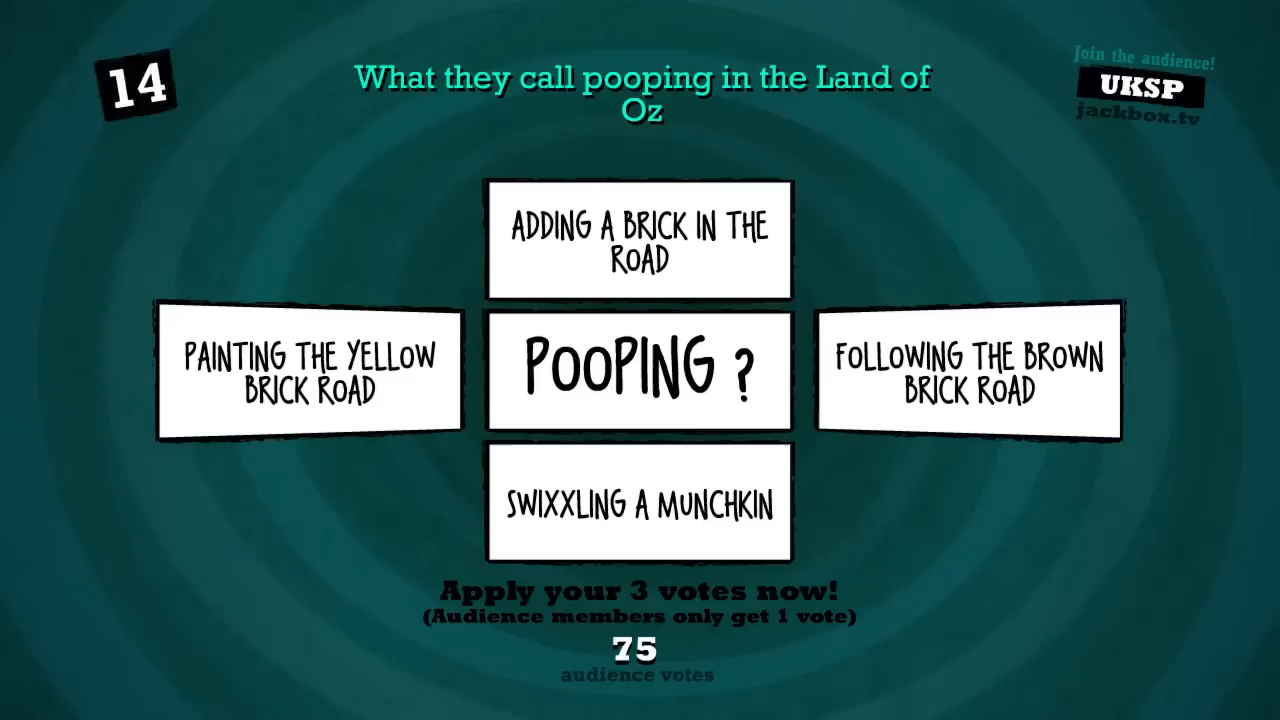 14
What they call pooping in the Land of
Oz
Join the audience!
UKSP
jackbox.tv
ADDING A BRICK IN THE
ROAD
PAINTING THE YELLOW
BRICK ROAD
POOPING ?
FOLLOWING THE BROWN
BRICK ROAD
SWIXXLING A MUNCHKIN
Apply your 3 votes now!
(Audience members only get 1 vote)
75
audience votes